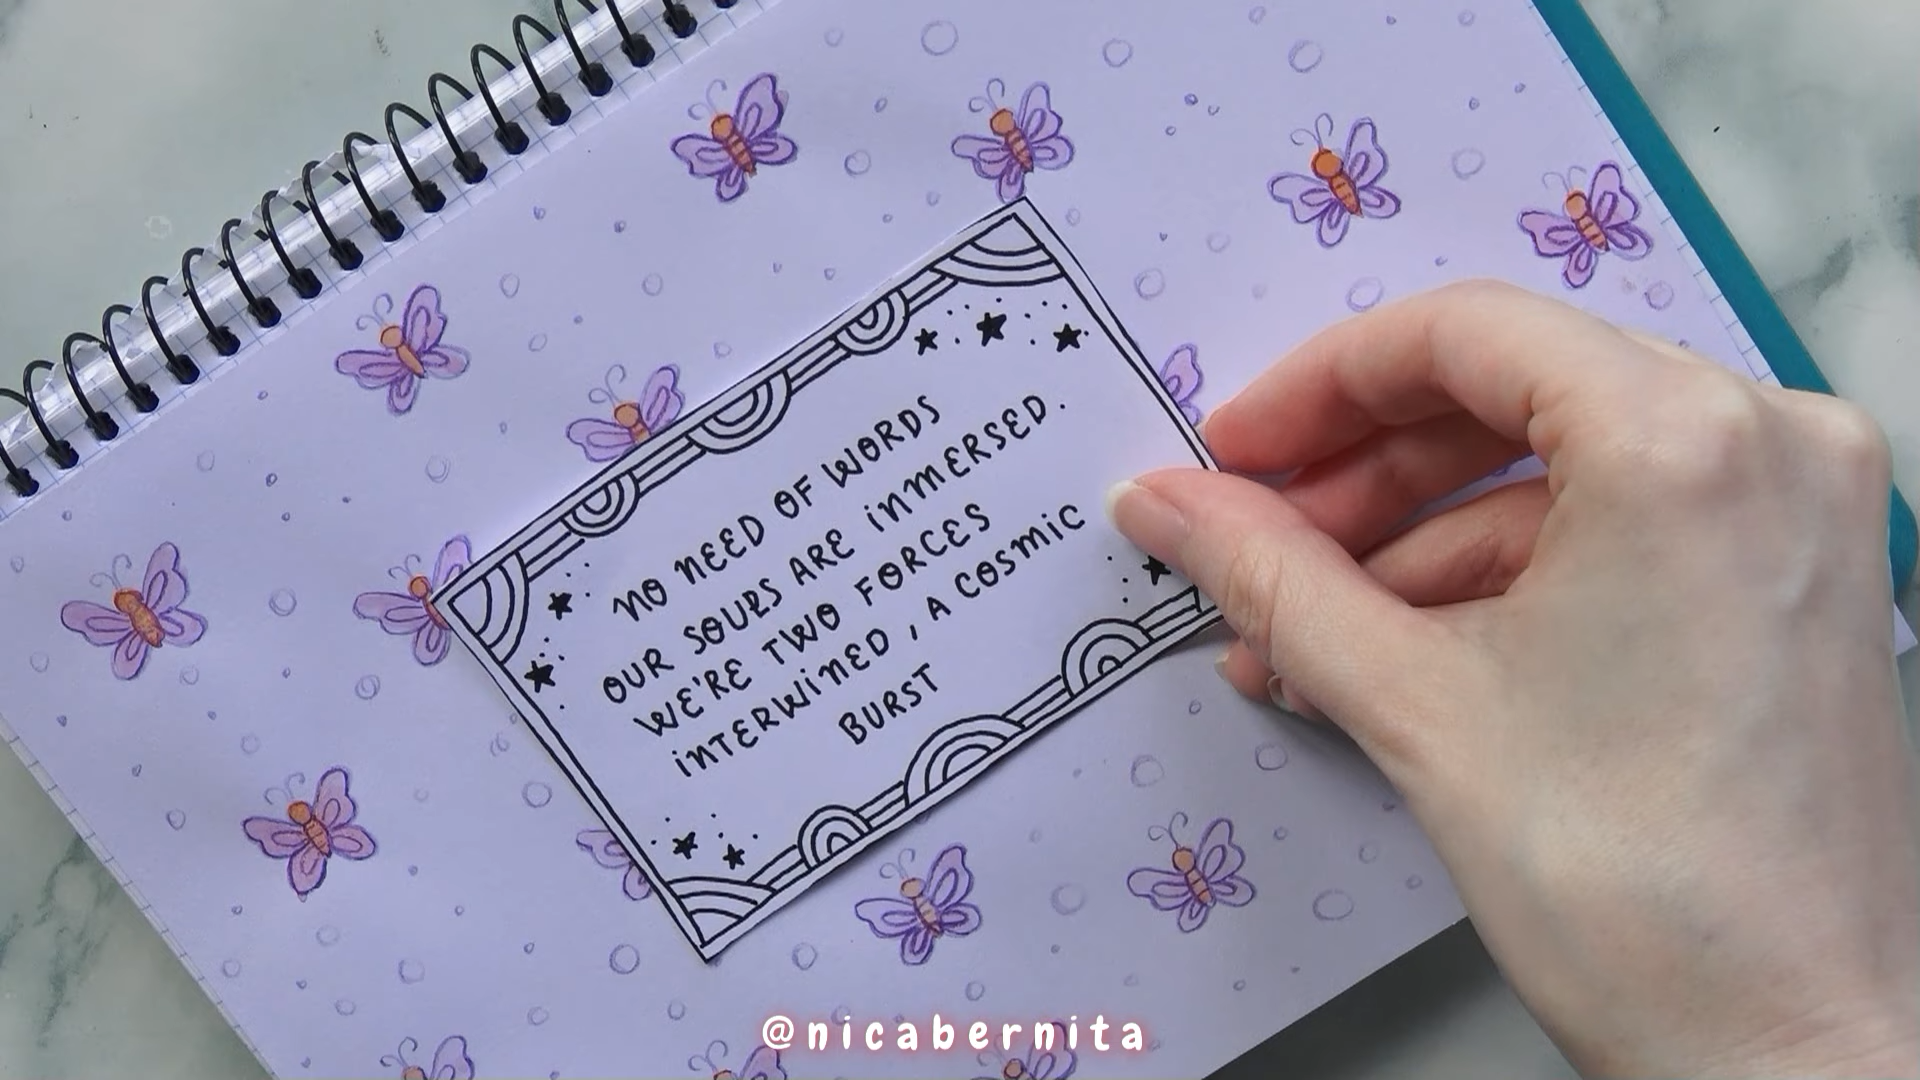 NO NEED OF WORDS
OUR SOULS ARE INMERSED.
WE'RE TWO FORCES
INTERWINED, A COSMIC
BURST
@nicabernita